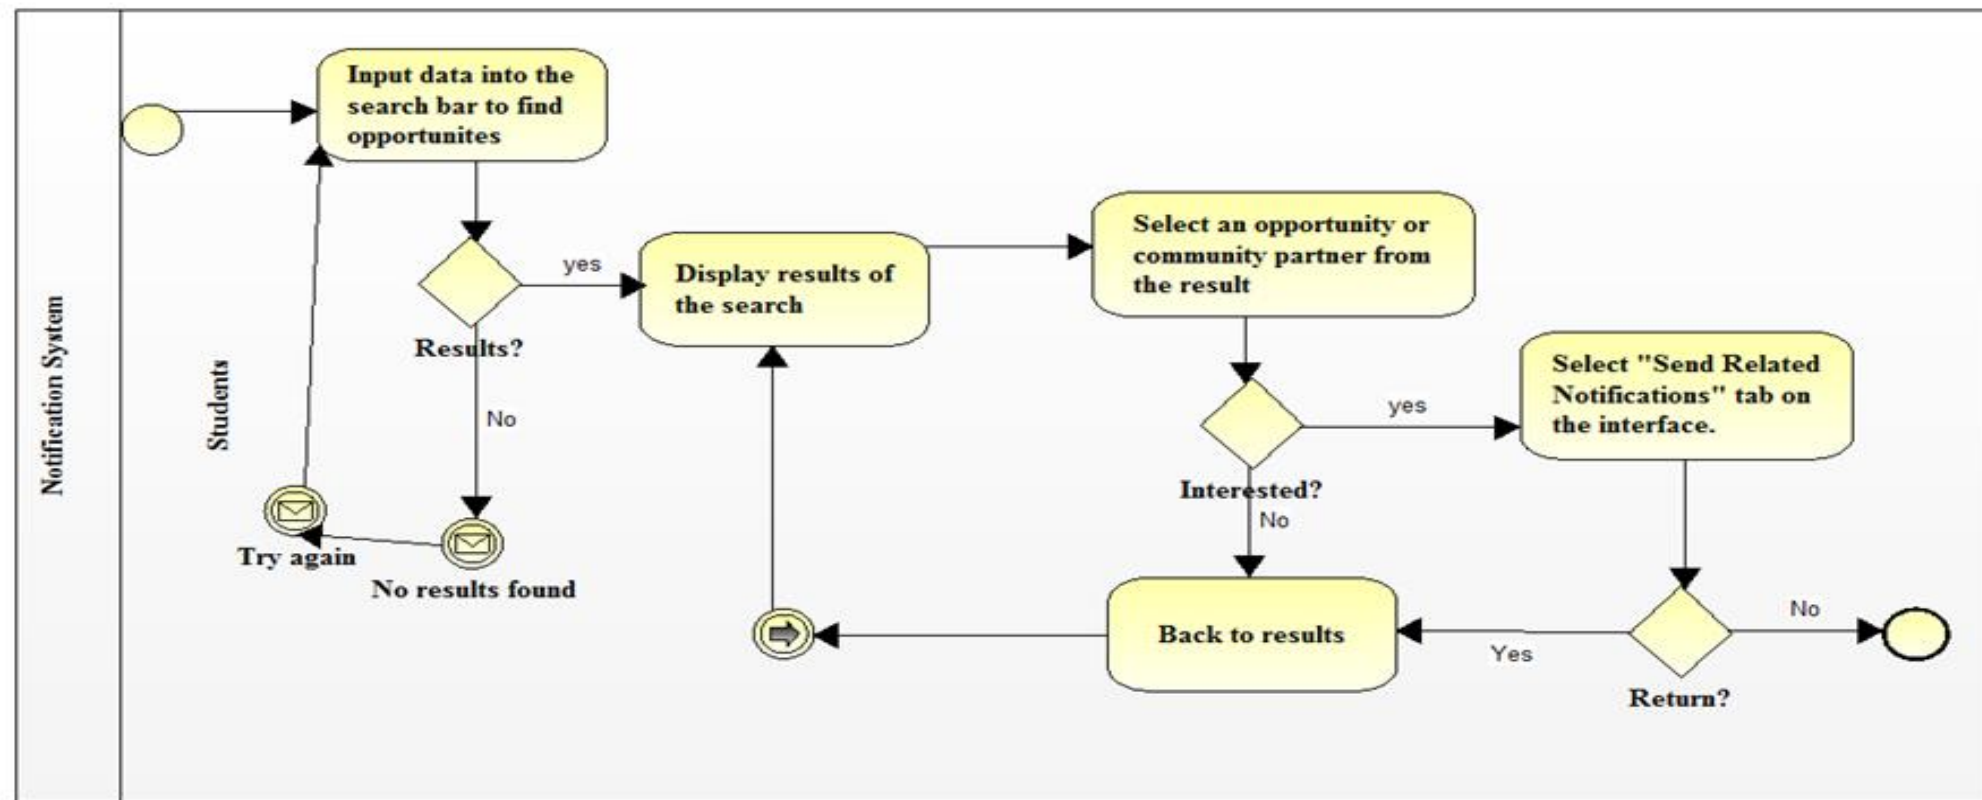 Notification System
Students
Input data into the
search bar to find
opportunites
Results?
yes
No
No results found
Try again
Display results of
the search
Select an opportunity or
community partner from
the result
Interested?
yes
No
Select "Send Related
Notifications" tab on
the interface.
Back to results
Yes
Return?
No